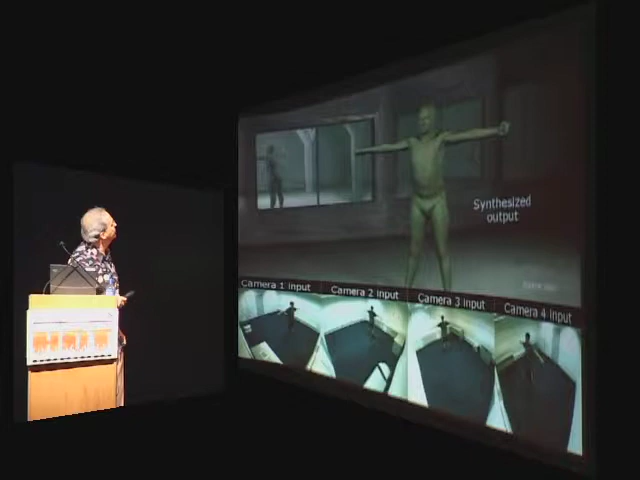 Synthesized
output
Camera 1 input
Camera 2 input
Camera 3 input
Camera 4 input